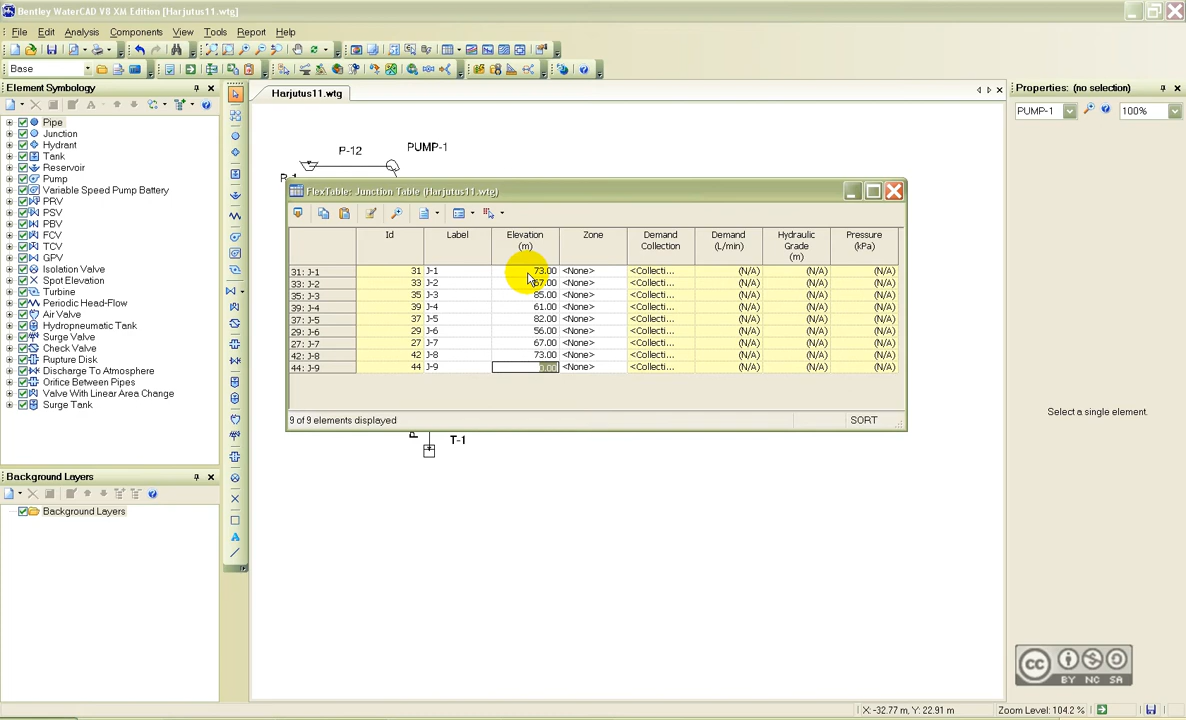 Bentley WaterCAD V8 XM Edition [Harjutus11.wtg]
File Edit Analysis Components View Tools Report Help
Base
Element Symbology
Pipe
Junction
Hydrant
Tank
Reservoir
Pump
Variable Speed Pump Battery
PRV
PSV
PBV
FCV
TCV
GPV
Isolation Valve
Spot Elevation
Turbine
Periodic Head-Flow
Air Valve
Hydropneumatic Tank
Surge Valve
Check Valve
Rupture Disk
Discharge To Atmosphere
Orifice Between Pipes
Valve With Linear Area Change
Surge Tank
Background Layers
Background Layers
Harjutus11.wtg
P-12 PUMP-1
FlexTable: Junction Table (Harjutus11.wtg)
Id Label Elevation (m) Zone Demand Collection Demand (L/min) Hydraulic Grade (m) Pressure (kPa)
31: J-1 31 J-1 73.00 <None> <Collecti... (N/A) (N/A) (N/A)
33: J-2 33 J-2 67.00 <None> <Collecti... (N/A) (N/A) (N/A)
35: J-3 35 J-3 85.00 <None> <Collecti... (N/A) (N/A) (N/A)
39: J-4 39 J-4 61.00 <None> <Collecti... (N/A) (N/A) (N/A)
37: J-5 37 J-5 82.00 <None> <Collecti... (N/A) (N/A) (N/A)
29: J-6 29 J-6 56.00 <None> <Collecti... (N/A) (N/A) (N/A)
27: J-7 27 J-7 67.00 <None> <Collecti... (N/A) (N/A) (N/A)
42: J-8 42 J-8 73.00 <None> <Collecti... (N/A) (N/A) (N/A)
44: J-9 44 J-9 0.00 <None> <Collecti... (N/A) (N/A) (N/A)
9 of 9 elements displayed SORT
T-1
Properties: (no selection)
PUMP-1 100%
Select a single element.
cc BY NC SA
X: -32.77 m, Y: 22.91 m Zoom Level: 104.2 %